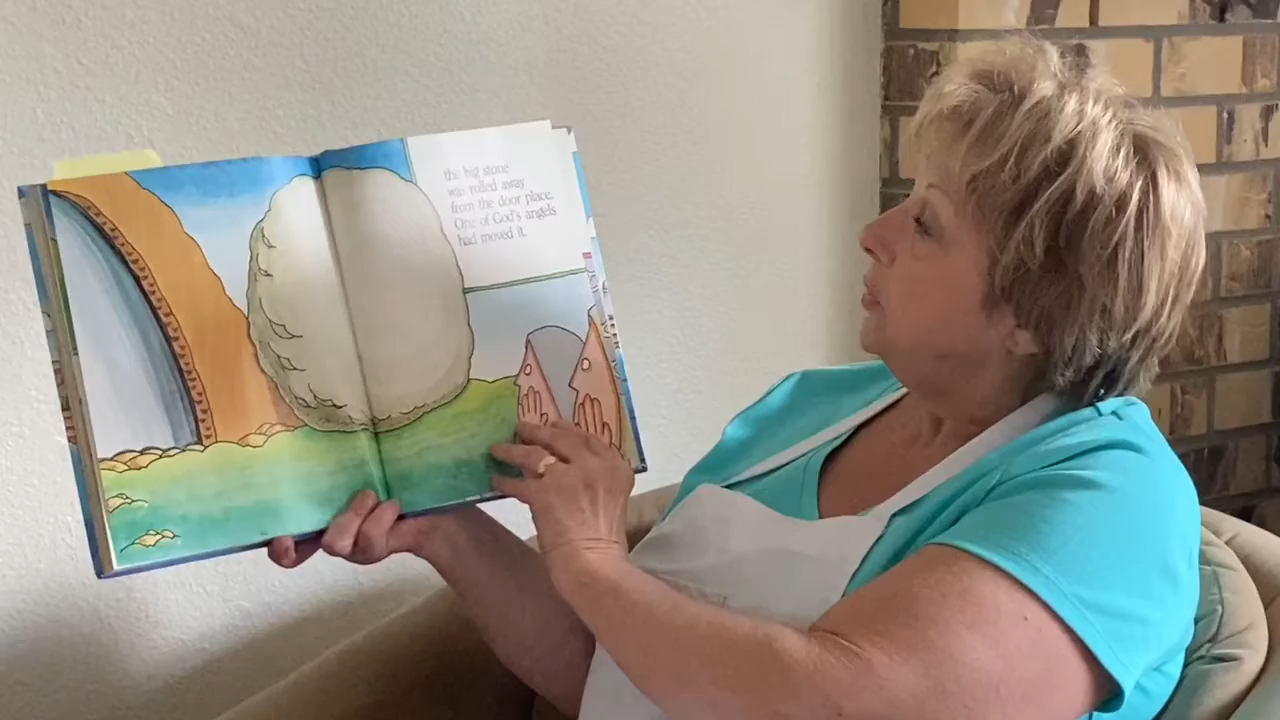 the big stone
was rolled away
from the door place.
One of God's angels
had moved it.